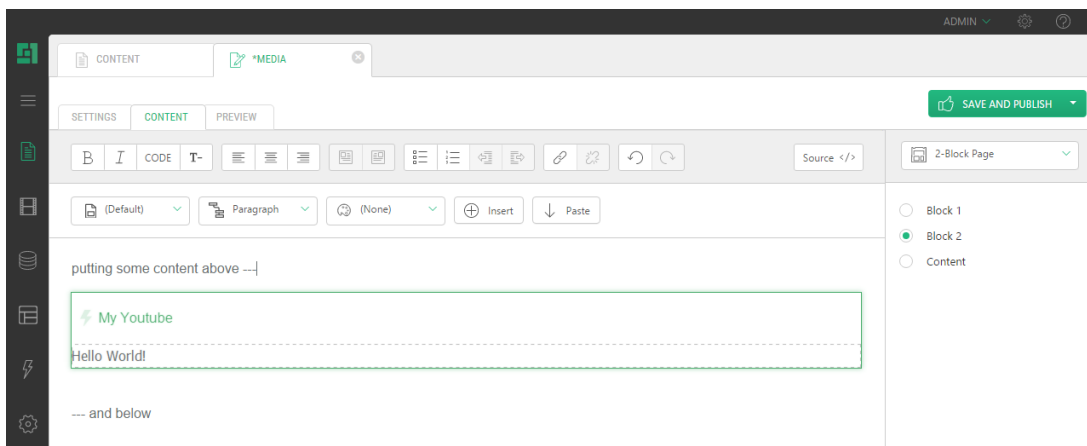 ADMIN
CONTENT
*MEDIA
SETTINGS
CONTENT
PREVIEW
SAVE AND PUBLISH
B I CODE T-
Source </>
2-Block Page
(Default)
Paragraph
(None)
Insert
Paste
Block 1
Block 2
Content
putting some content above ---
My Youtube
Hello World!
--- and below